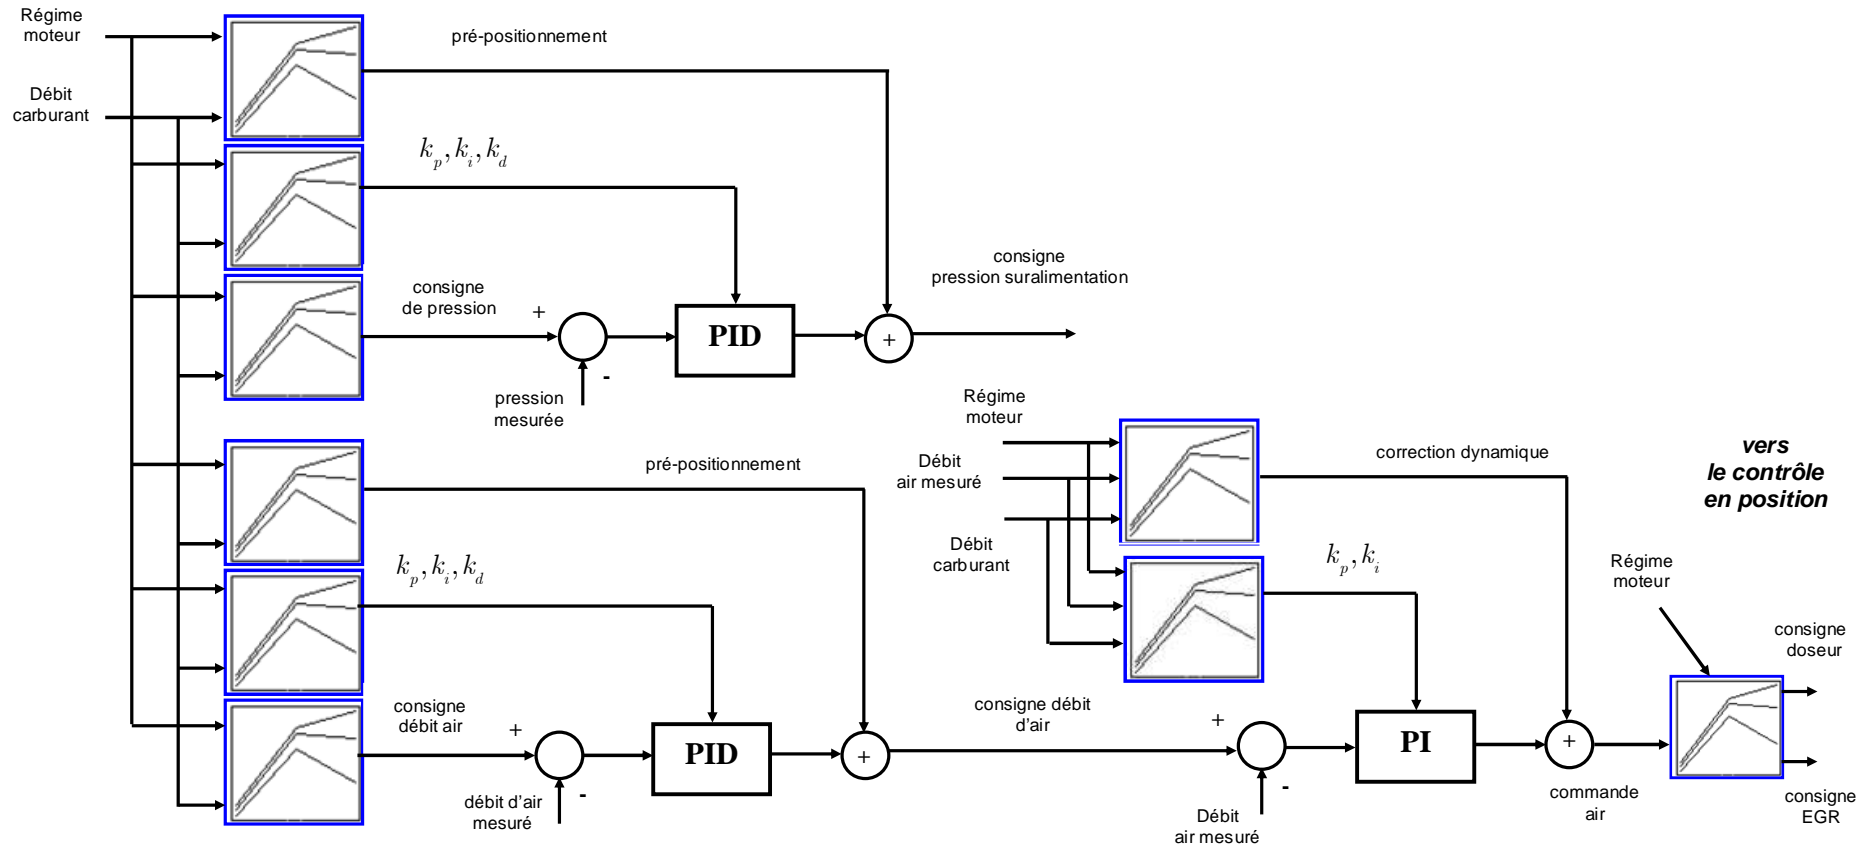 Régime
moteur
Débit
carburant
pré-positionnement
k_p, k_i, k_d
consigne
de pression
+
-
pression
mesurée
PID
+
consigne
pression suralimentation
pré-positionnement
k_p, k_i, k_d
consigne
débit air
+
-
débit d'air
mesuré
PID
+
consigne débit
d'air
Régime
moteur
Débit
air mesuré
Débit
carburant
correction dynamique
k_p, k_i
+
-
Débit
air mesuré
PI
+
commande
air
vers
le contrôle
en position
Régime
moteur
consigne
doseur
consigne
EGR